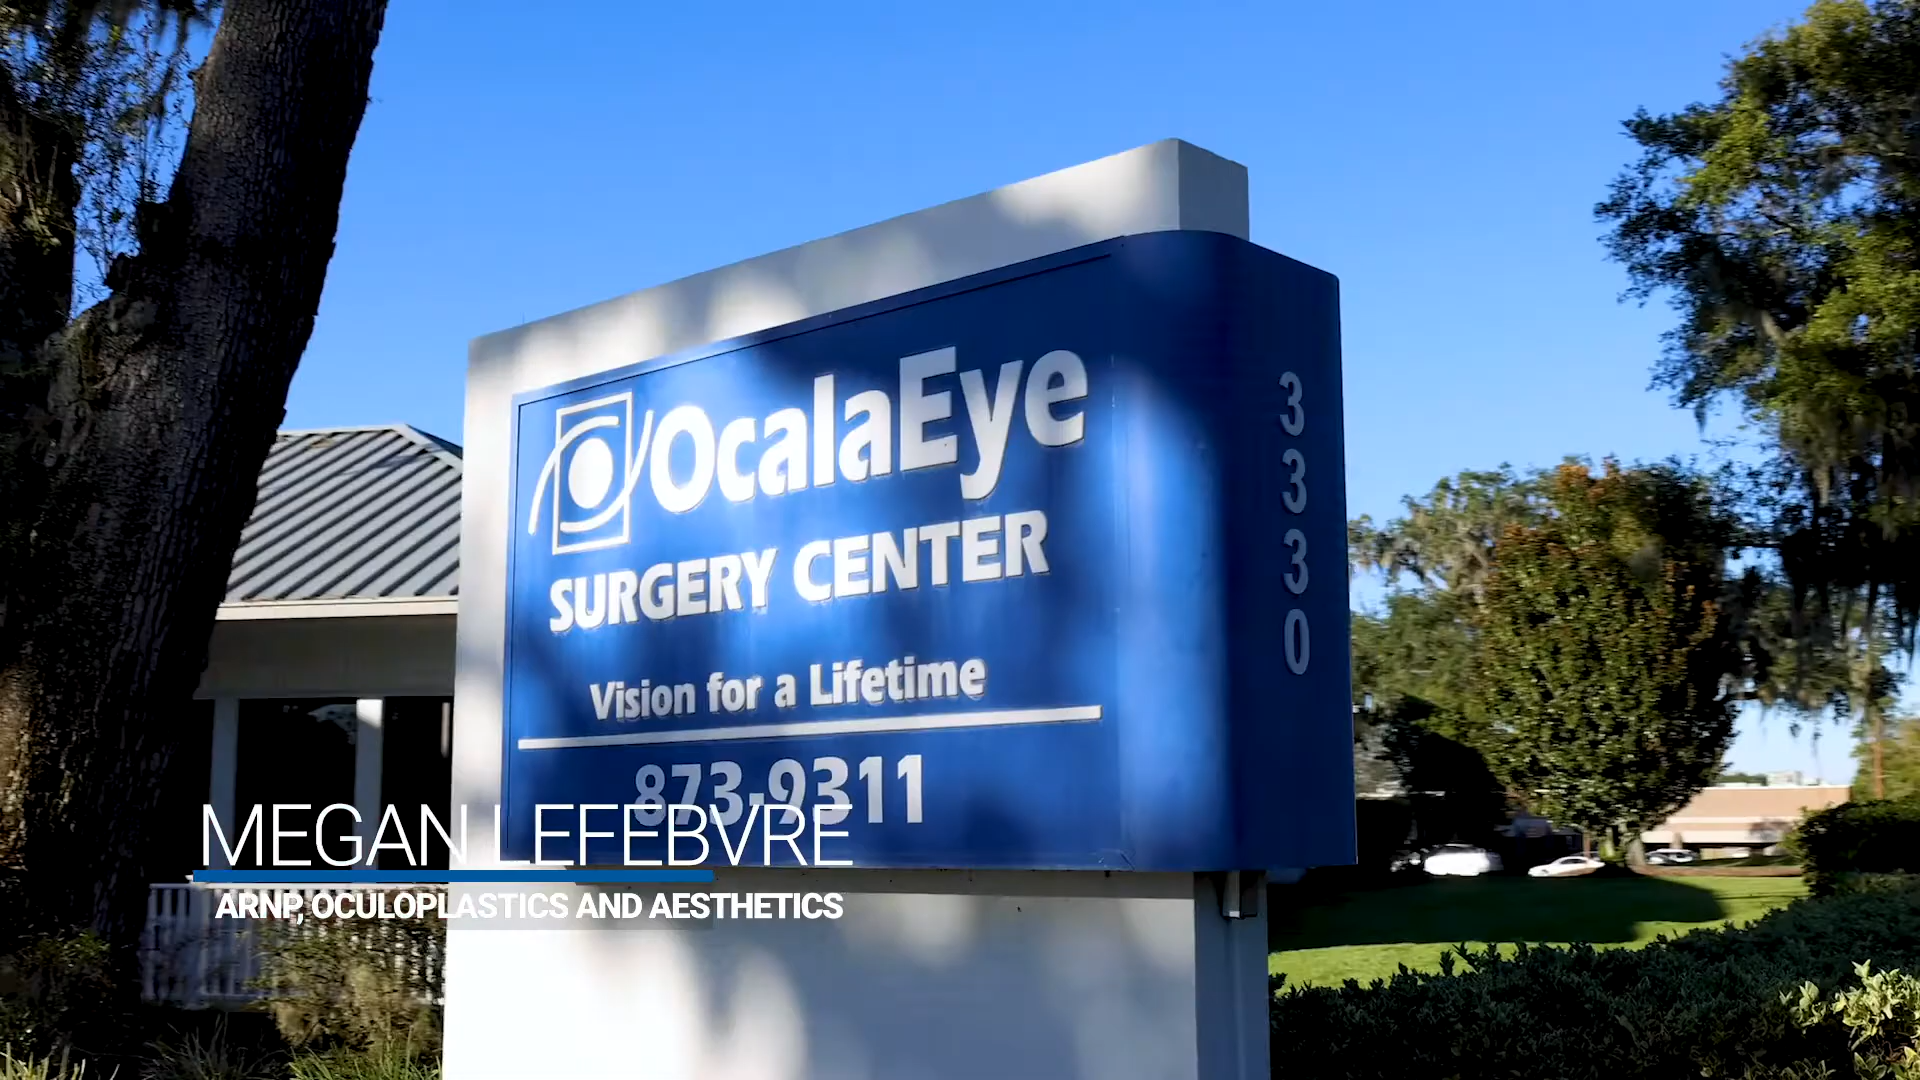 OcalaEye
SURGERY CENTER
Vision for a Lifetime
873-9311
3330
MEGAN LEFEBVRE
ARNP, OCULOPLASTICS AND AESTHETICS